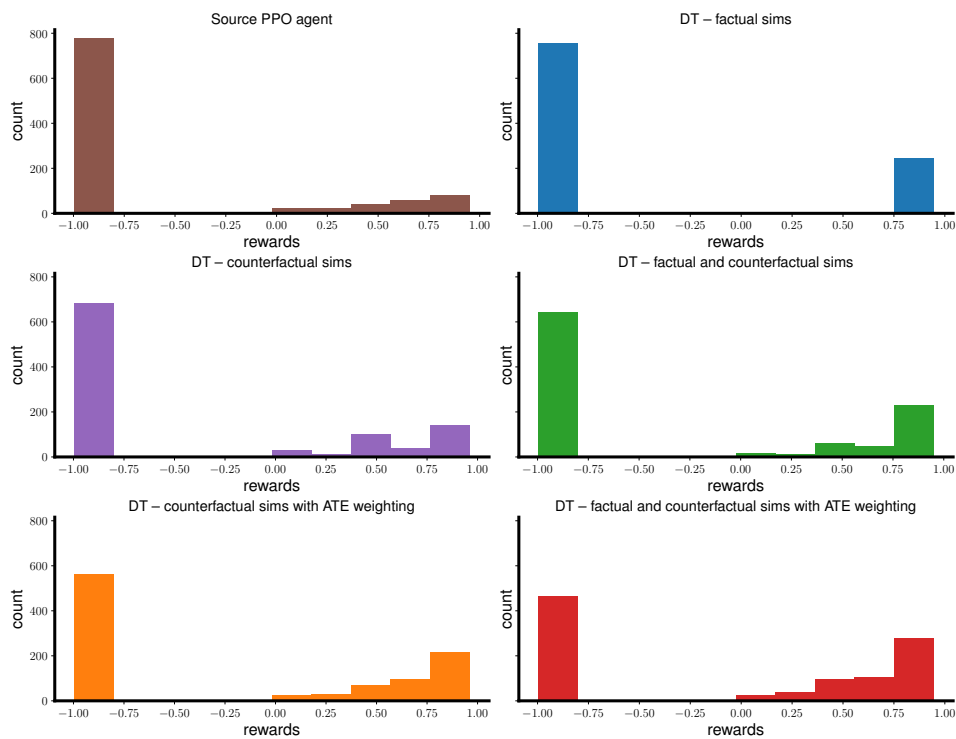 Source PPO agent
800
600
400
200
0
count
−1.00 −0.75 −0.50 −0.25 0.00 0.25 0.50 0.75 1.00
rewards
DT – factual sims
count
−1.00 −0.75 −0.50 −0.25 0.00 0.25 0.50 0.75 1.00
rewards
DT – counterfactual sims
800
600
400
200
0
count
−1.00 −0.75 −0.50 −0.25 0.00 0.25 0.50 0.75 1.00
rewards
DT – factual and counterfactual sims
count
−1.00 −0.75 −0.50 −0.25 0.00 0.25 0.50 0.75 1.00
rewards
DT – counterfactual sims with ATE weighting
800
600
400
200
0
count
−1.00 −0.75 −0.50 −0.25 0.00 0.25 0.50 0.75 1.00
rewards
DT – factual and counterfactual sims with ATE weighting
count
−1.00 −0.75 −0.50 −0.25 0.00 0.25 0.50 0.75 1.00
rewards